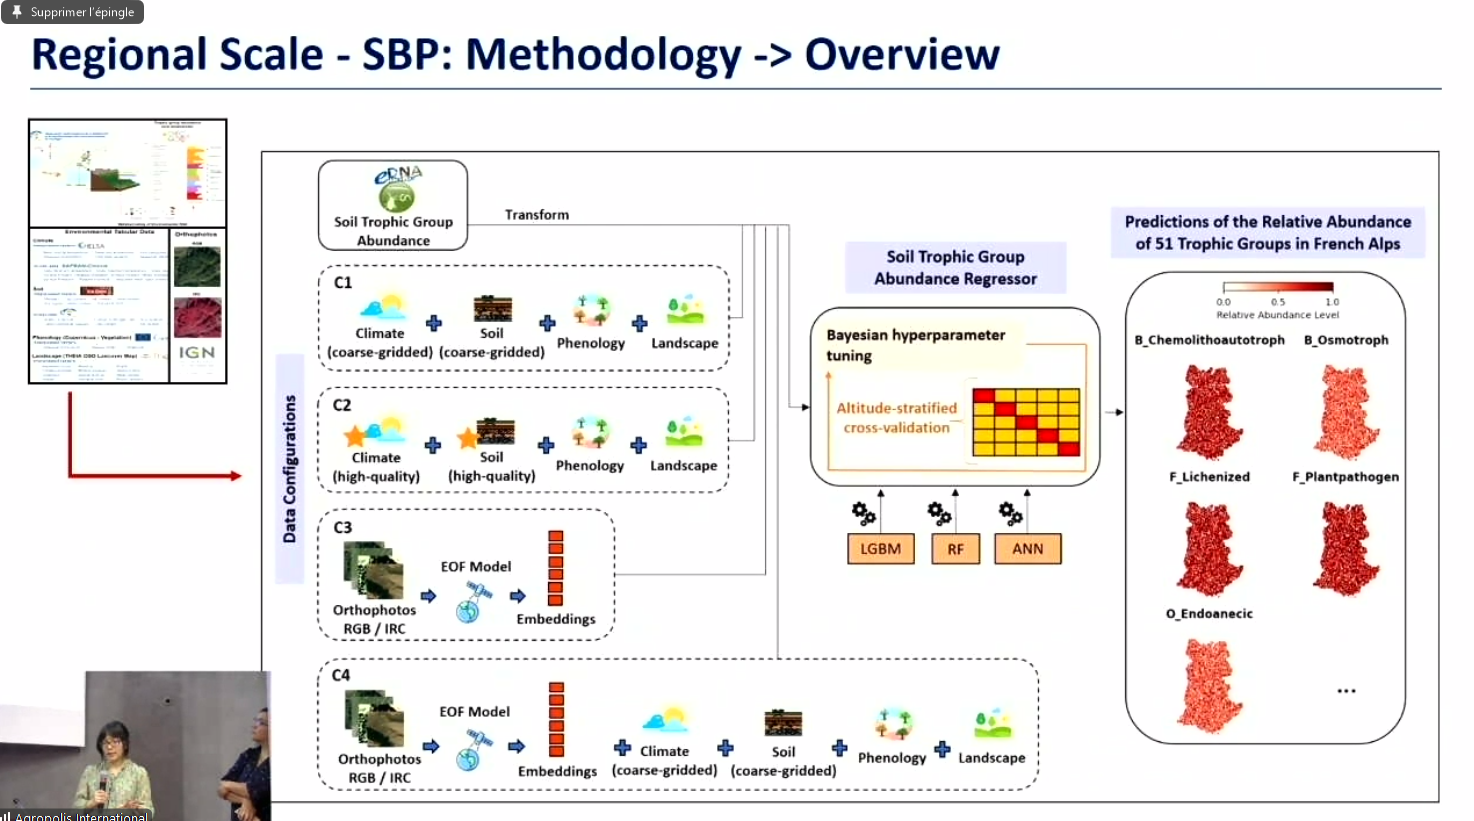 Supprimer l'épingle
Regional Scale - SBP: Methodology -> Overview
Environmental Tabular Data
Orthophotos
CHELSA
Phenology (Copernicus - Vegetation)
IGN
eRNA
Soil Trophic Group
Abundance
Transform
Data Configurations
C1
Climate
(coarse-gridded)
Soil
(coarse-gridded)
Phenology
Landscape
C2
Climate
(high-quality)
Soil
(high-quality)
Phenology
Landscape
C3
Orthophotos
RGB / IRC
EOF Model
Embeddings
C4
Orthophotos
RGB / IRC
EOF Model
Embeddings
Climate
(coarse-gridded)
Soil
(coarse-gridded)
Phenology
Landscape
Soil Trophic Group
Abundance Regressor
Bayesian hyperparameter
tuning
Altitude-stratified
cross-validation
LGBM
RF
ANN
Predictions of the Relative Abundance
of 51 Trophic Groups in French Alps
0.0 0.5 1.0
Relative Abundance Level
B_Chemolithoautotroph
B_Osmotroph
F_Lichenized
F_Plantpathogen
O_Endoanecic
...
Agropolis International